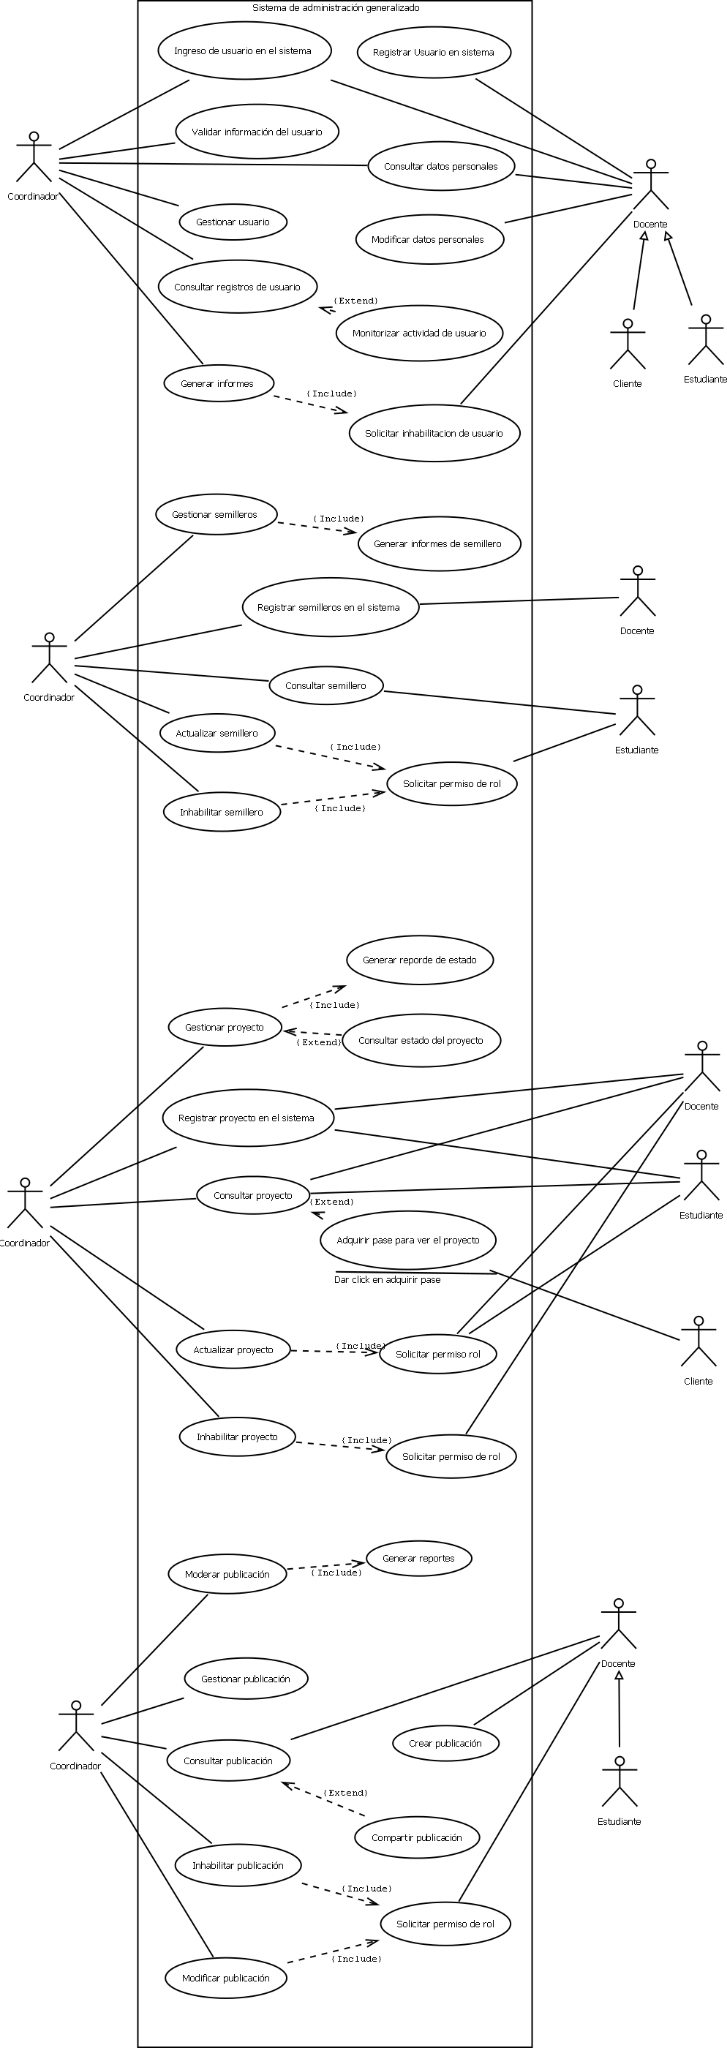 Sistema de administración generalizado
Ingreso de usuario en el sistema
Registrar Usuario en sistema
Validar información del usuario
Consultar datos personales
Coordinador
Docente
Gestionar usuario
Modificar datos personales
Consultar registros de usuario
{Extend}
Monitorizar actividad de usuario
Cliente
Estudiante
Generar informes
{Include}
Solicitar inhabilitacion de usuario
Gestionar semilleros
{Include}
Generar informes de semillero
Registrar semilleros en el sistema
Docente
Coordinador
Consultar semillero
Actualizar semillero
{Include}
Estudiante
Solicitar permiso de rol
Inhabilitar semillero
{Include}
Generar reporde de estado
{Include}
Gestionar proyecto
{Extend}
Consultar estado del proyecto
Docente
Registrar proyecto en el sistema
Consultar proyecto
{Extend}
Estudiante
Coordinador
Adquirir pase para ver el proyecto
Dar click en adquirir pase
Actualizar proyecto
{Include}
Solicitar permiso rol
Cliente
Inhabilitar proyecto
{Include}
Solicitar permiso de rol
Moderar publicación
{Include}
Generar reportes
Docente
Gestionar publicación
Crear publicación
Coordinador
Consultar publicación
{Extend}
Estudiante
Compartir publicación
Inhabilitar publicación
{Include}
Solicitar permiso de rol
{Include}
Modificar publicación